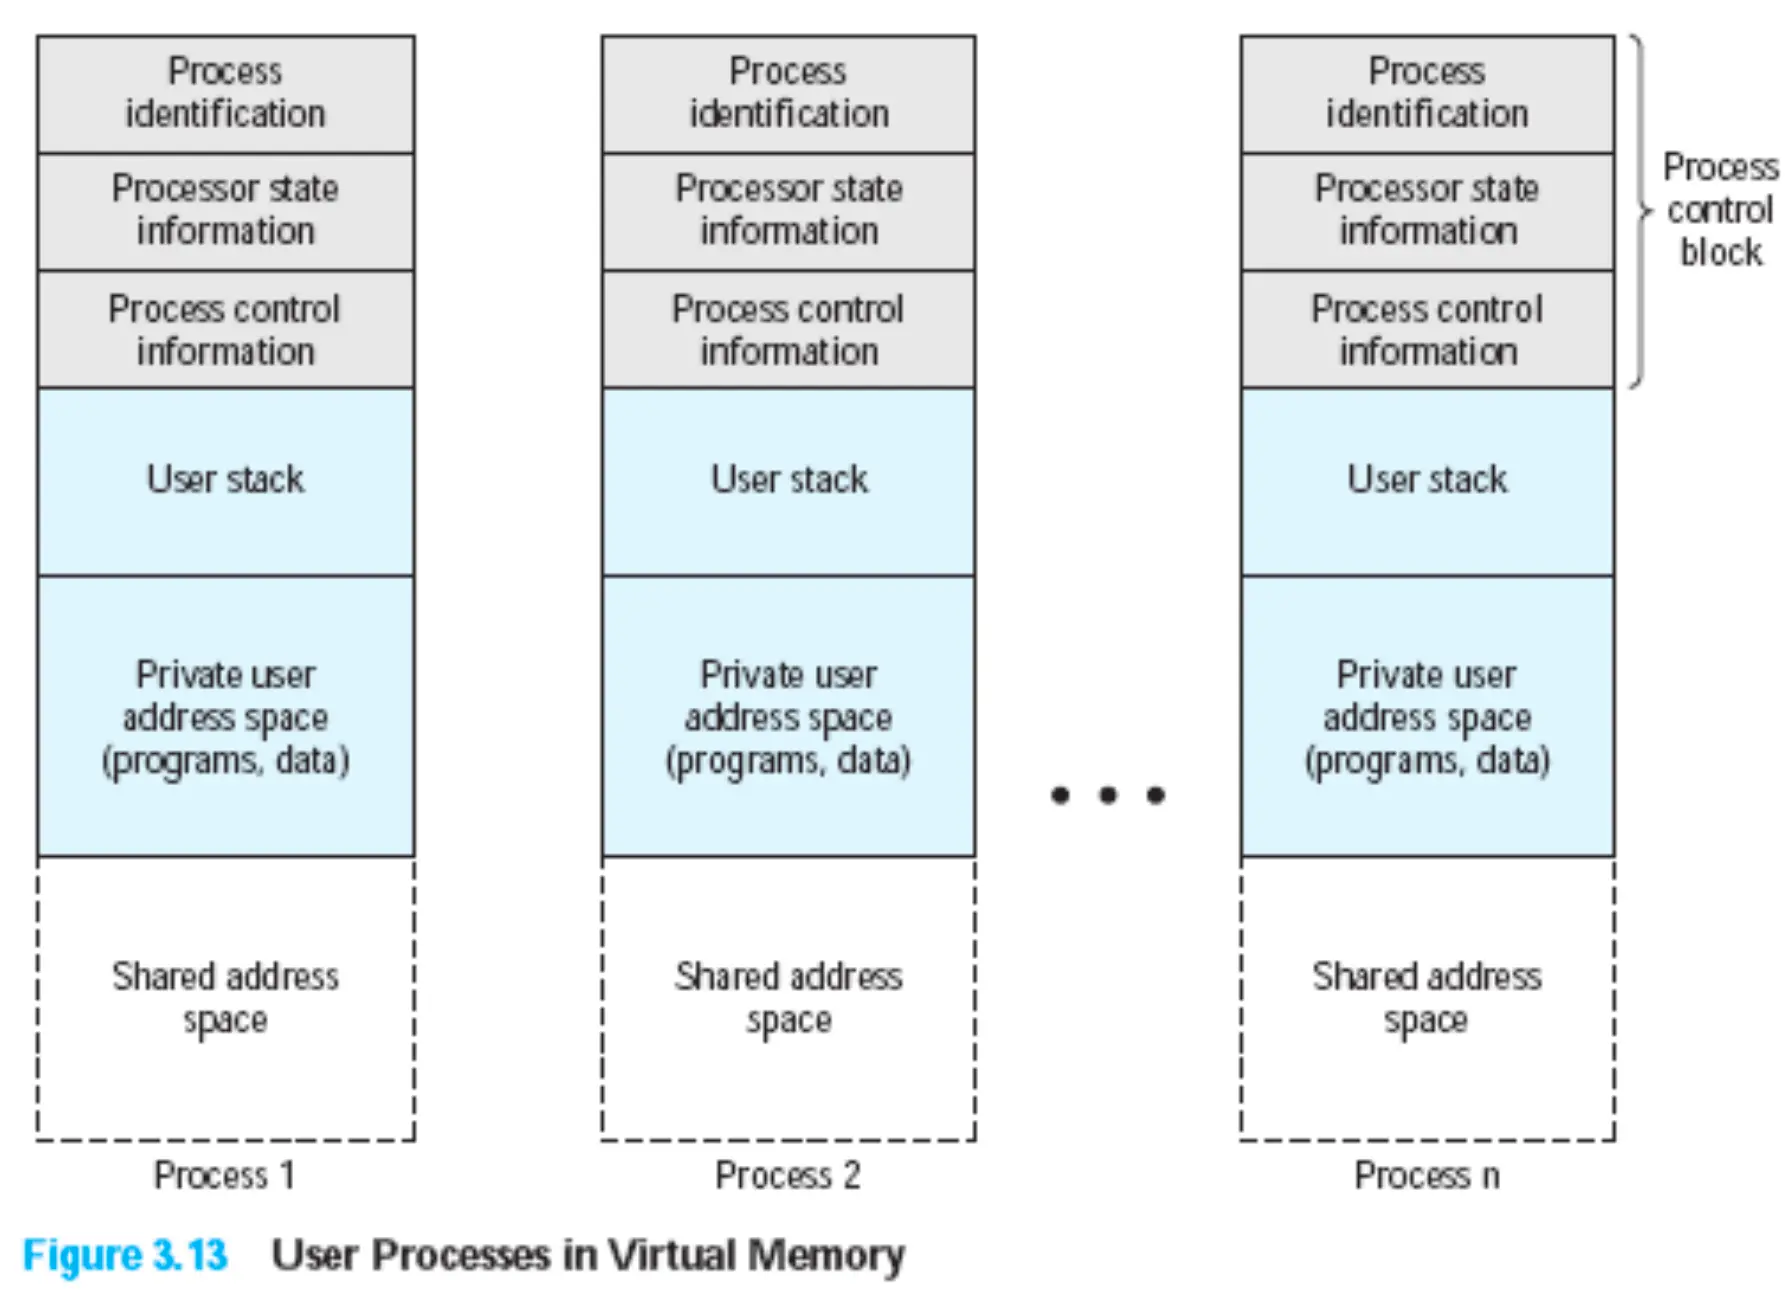 Process
identification
Processor state
information
Process control
information
User stack
Private user
address space
(programs, data)
Shared address
space
Process 1
Process
identification
Processor state
information
Process control
information
User stack
Private user
address space
(programs, data)
Shared address
space
Process 2
Process
identification
Processor state
information
Process control
information
User stack
Private user
address space
(programs, data)
Shared address
space
Process n
Process
control
block
Figure 3.13 User Processes in Virtual Memory